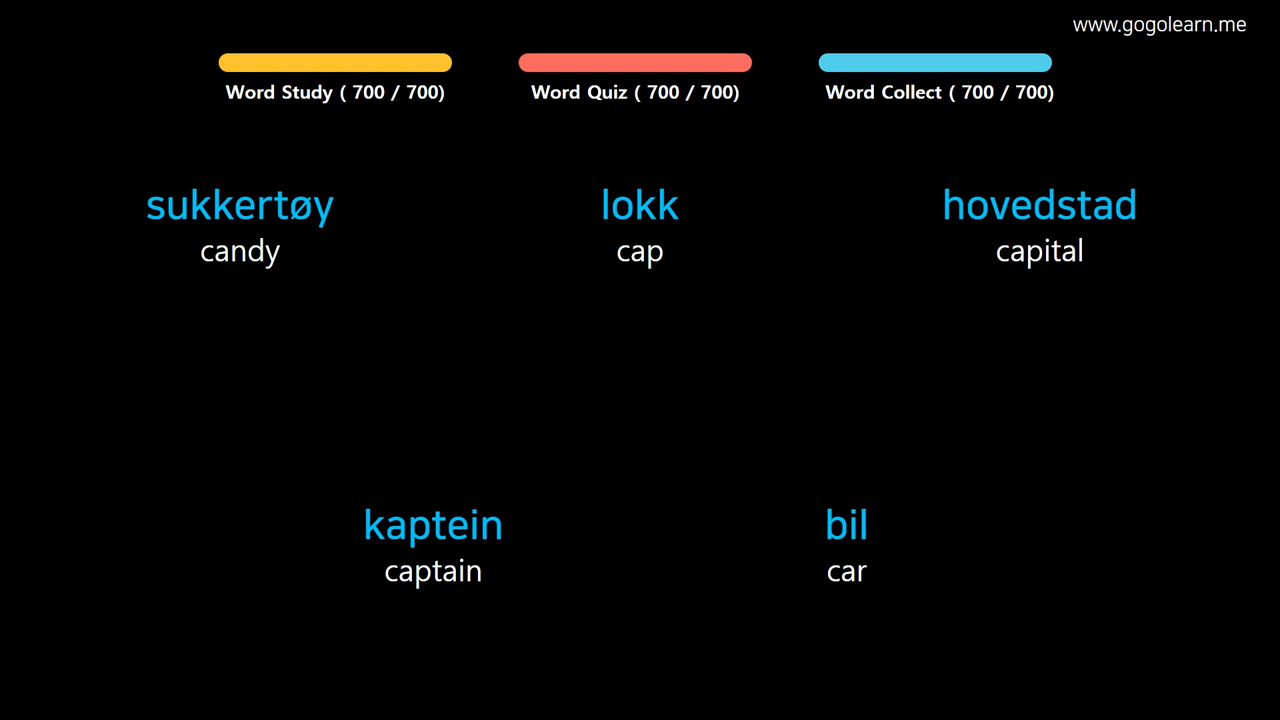 www.gogolearn.me
Word Study ( 700 / 700)
Word Quiz ( 700 / 700)
Word Collect ( 700 / 700)
sukkertøy
candy
lokk
cap
hovedstad
capital
kaptein
captain
bil
car